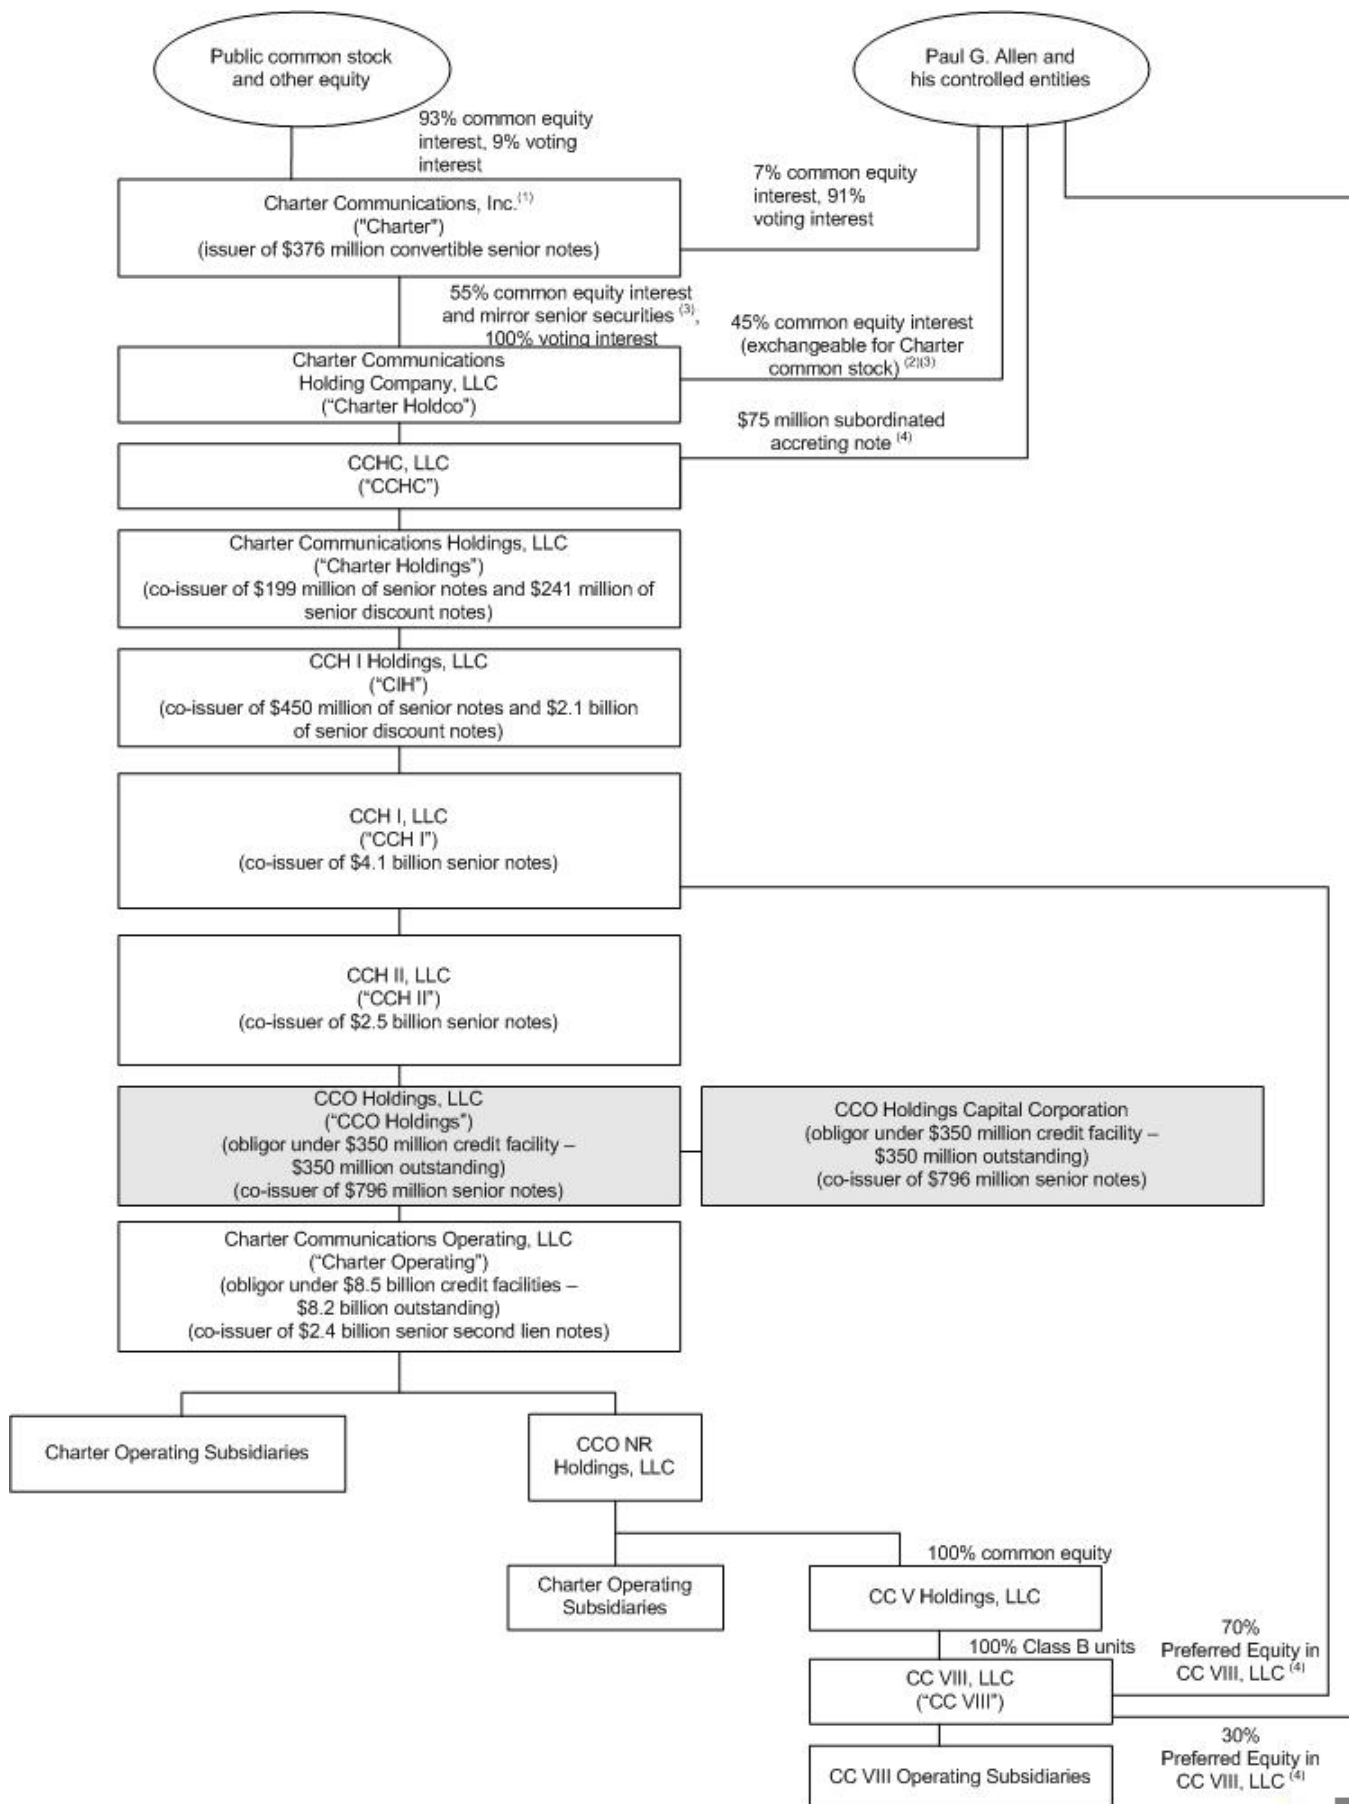 Public common stock
and other equity
Paul G. Allen and
his controlled entities
93% common equity
interest, 9% voting
interest
7% common equity
interest, 91%
voting interest
Charter Communications, Inc.(1)
("Charter")
(issuer of $376 million convertible senior notes)
55% common equity interest
and mirror senior securities (3),
100% voting interest
45% common equity interest
(exchangeable for Charter
common stock) (2)(3)
Charter Communications
Holding Company, LLC
(“Charter Holdco”)
$75 million subordinated
accreting note (4)
CCHC, LLC
(“CCHC”)
Charter Communications Holdings, LLC
(“Charter Holdings”)
(co-issuer of $199 million of senior notes and $241 million of
senior discount notes)
CCH I Holdings, LLC
(“CIH”)
(co-issuer of $450 million of senior notes and $2.1 billion
of senior discount notes)
CCH I, LLC
(“CCH I”)
(co-issuer of $4.1 billion senior notes)
CCH II, LLC
(“CCH II”)
(co-issuer of $2.5 billion senior notes)
CCO Holdings, LLC
(“CCO Holdings”)
(obligor under $350 million credit facility –
$350 million outstanding)
(co-issuer of $796 million senior notes)
CCO Holdings Capital Corporation
(obligor under $350 million credit facility –
$350 million outstanding)
(co-issuer of $796 million senior notes)
Charter Communications Operating, LLC
(“Charter Operating”)
(obligor under $8.5 billion credit facilities –
$8.2 billion outstanding)
(co-issuer of $2.4 billion senior second lien notes)
Charter Operating Subsidiaries
CCO NR
Holdings, LLC
100% common equity
Charter Operating
Subsidiaries
CC V Holdings, LLC
100% Class B units
70%
Preferred Equity in
CC VIII, LLC (4)
CC VIII, LLC
(“CC VIII”)
30%
Preferred Equity in
CC VIII, LLC (4)
CC VIII Operating Subsidiaries